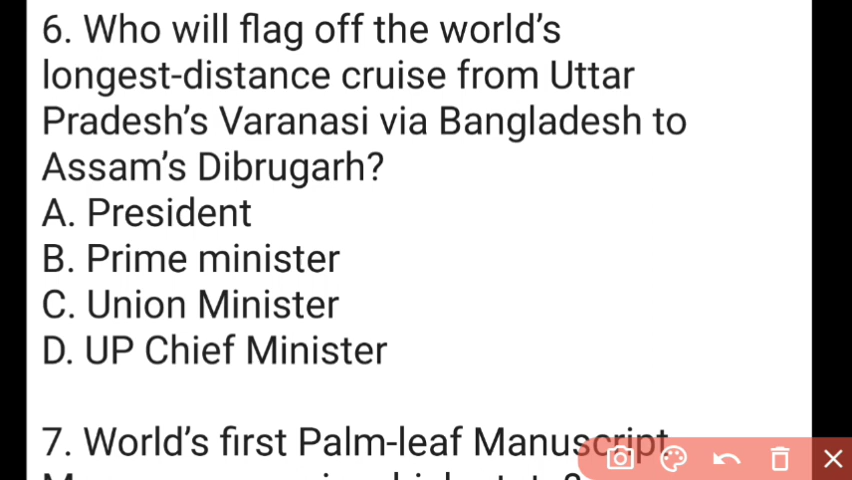 6. Who will flag off the world’s
longest-distance cruise from Uttar
Pradesh’s Varanasi via Bangladesh to
Assam’s Dibrugarh?
A. President
B. Prime minister
C. Union Minister
D. UP Chief Minister
7. World’s first Palm-leaf Manuscript